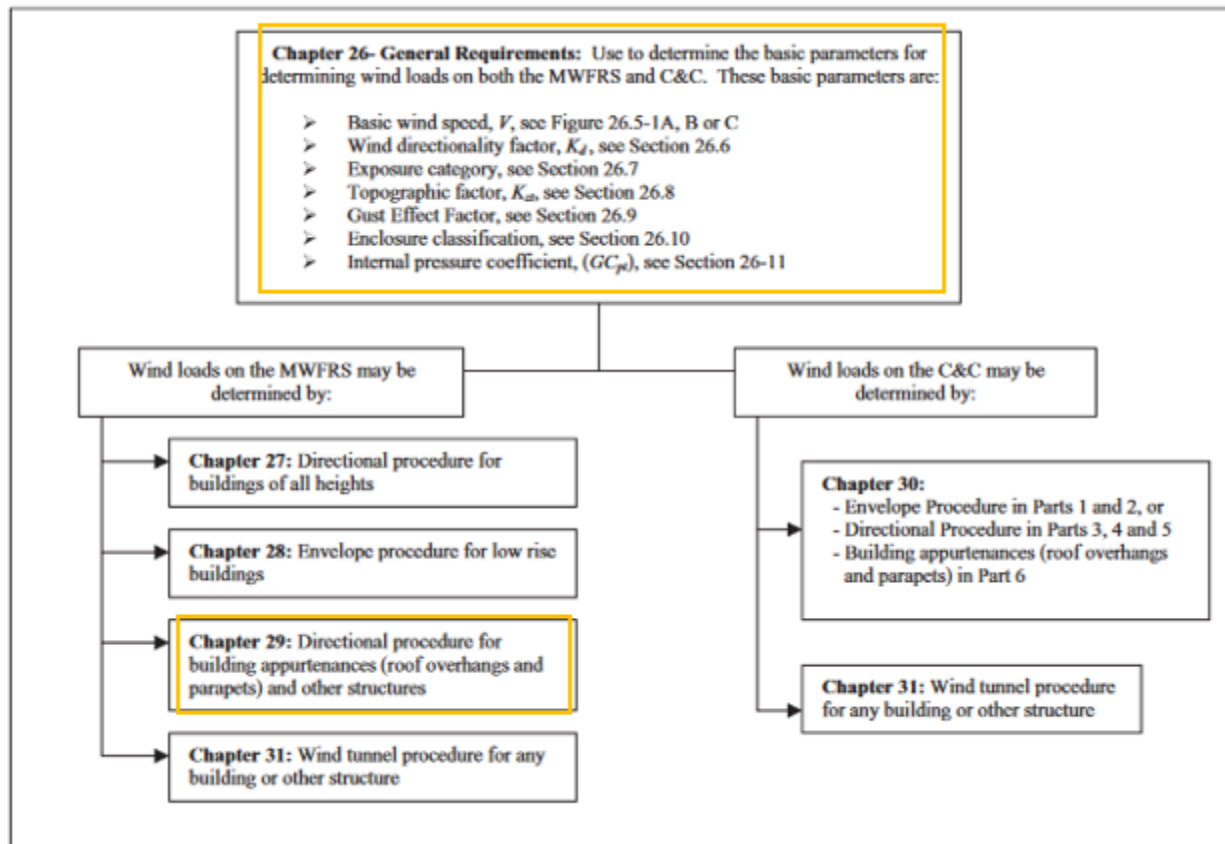 Chapter 26- General Requirements: Use to determine the basic parameters for
determining wind loads on both the MWFRS and C&C. These basic parameters are:
➢ Basic wind speed, V, see Figure 26.5-1A, B or C
➢ Wind directionality factor, Kd, see Section 26.6
➢ Exposure category, see Section 26.7
➢ Topographic factor, Kzt, see Section 26.8
➢ Gust Effect Factor, see Section 26.9
➢ Enclosure classification, see Section 26.10
➢ Internal pressure coefficient, (GCpi), see Section 26-11
Wind loads on the MWFRS may be
determined by:
Chapter 27: Directional procedure for
buildings of all heights
Chapter 28: Envelope procedure for low rise
buildings
Chapter 29: Directional procedure for
building appurtenances (roof overhangs and
parapets) and other structures
Chapter 31: Wind tunnel procedure for any
building or other structure
Wind loads on the C&C may be
determined by:
Chapter 30:
- Envelope Procedure in Parts 1 and 2, or
- Directional Procedure in Parts 3, 4 and 5
- Building appurtenances (roof overhangs
and parapets) in Part 6
Chapter 31: Wind tunnel procedure
for any building or other structure